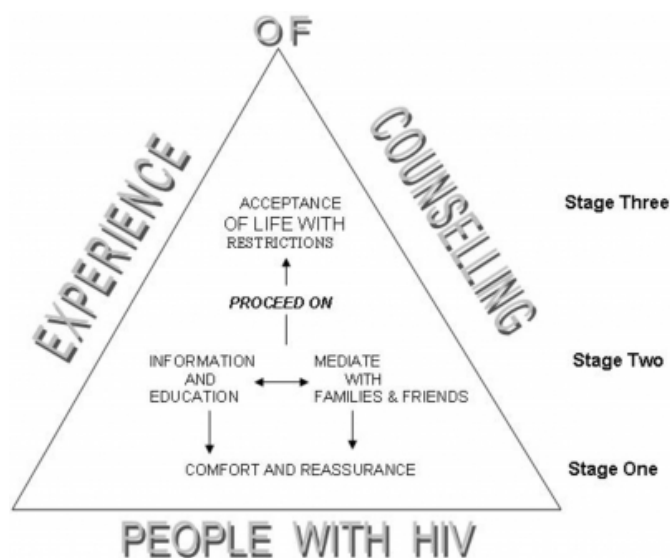 OF
EXPERIENCE
COUNSELLING
ACCEPTANCE
OF LIFE WITH
RESTRICTIONS
Stage Three
PROCEED ON
INFORMATION
AND
EDUCATION
MEDIATE
WITH
FAMILIES & FRIENDS
Stage Two
COMFORT AND REASSURANCE
Stage One
PEOPLE WITH HIV